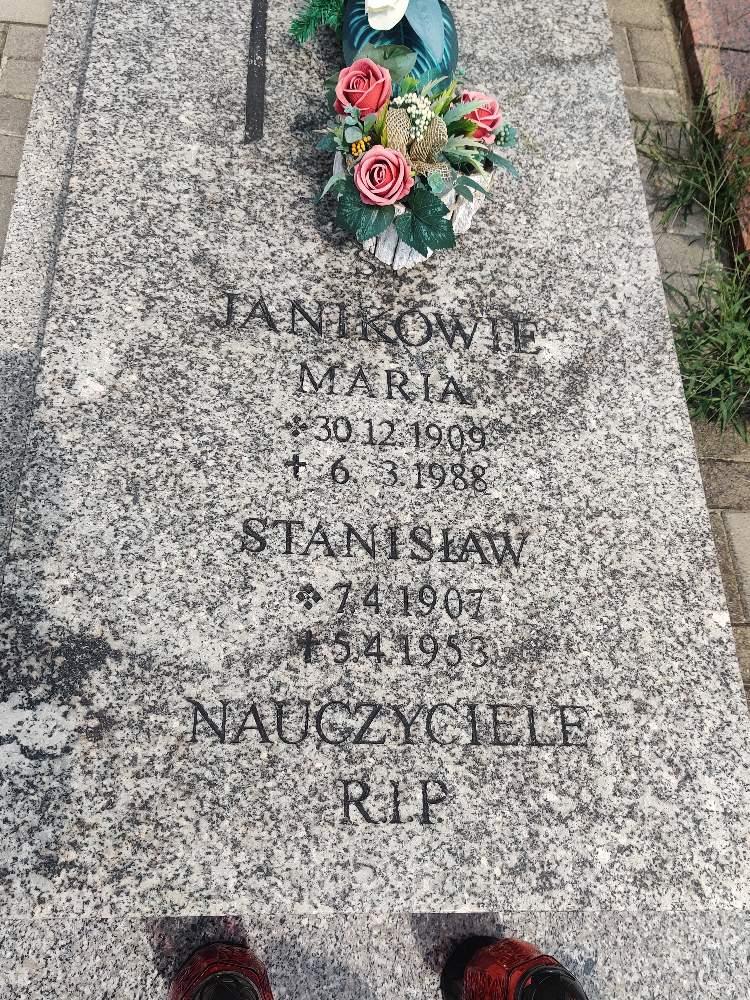 JANIKOWIE
MARIA
* 30.12.1909
† 6.3.1988
STANISŁAW
* 7.4.1907
† 5.4.1953
NAUCZYCIELE
R.I.P.